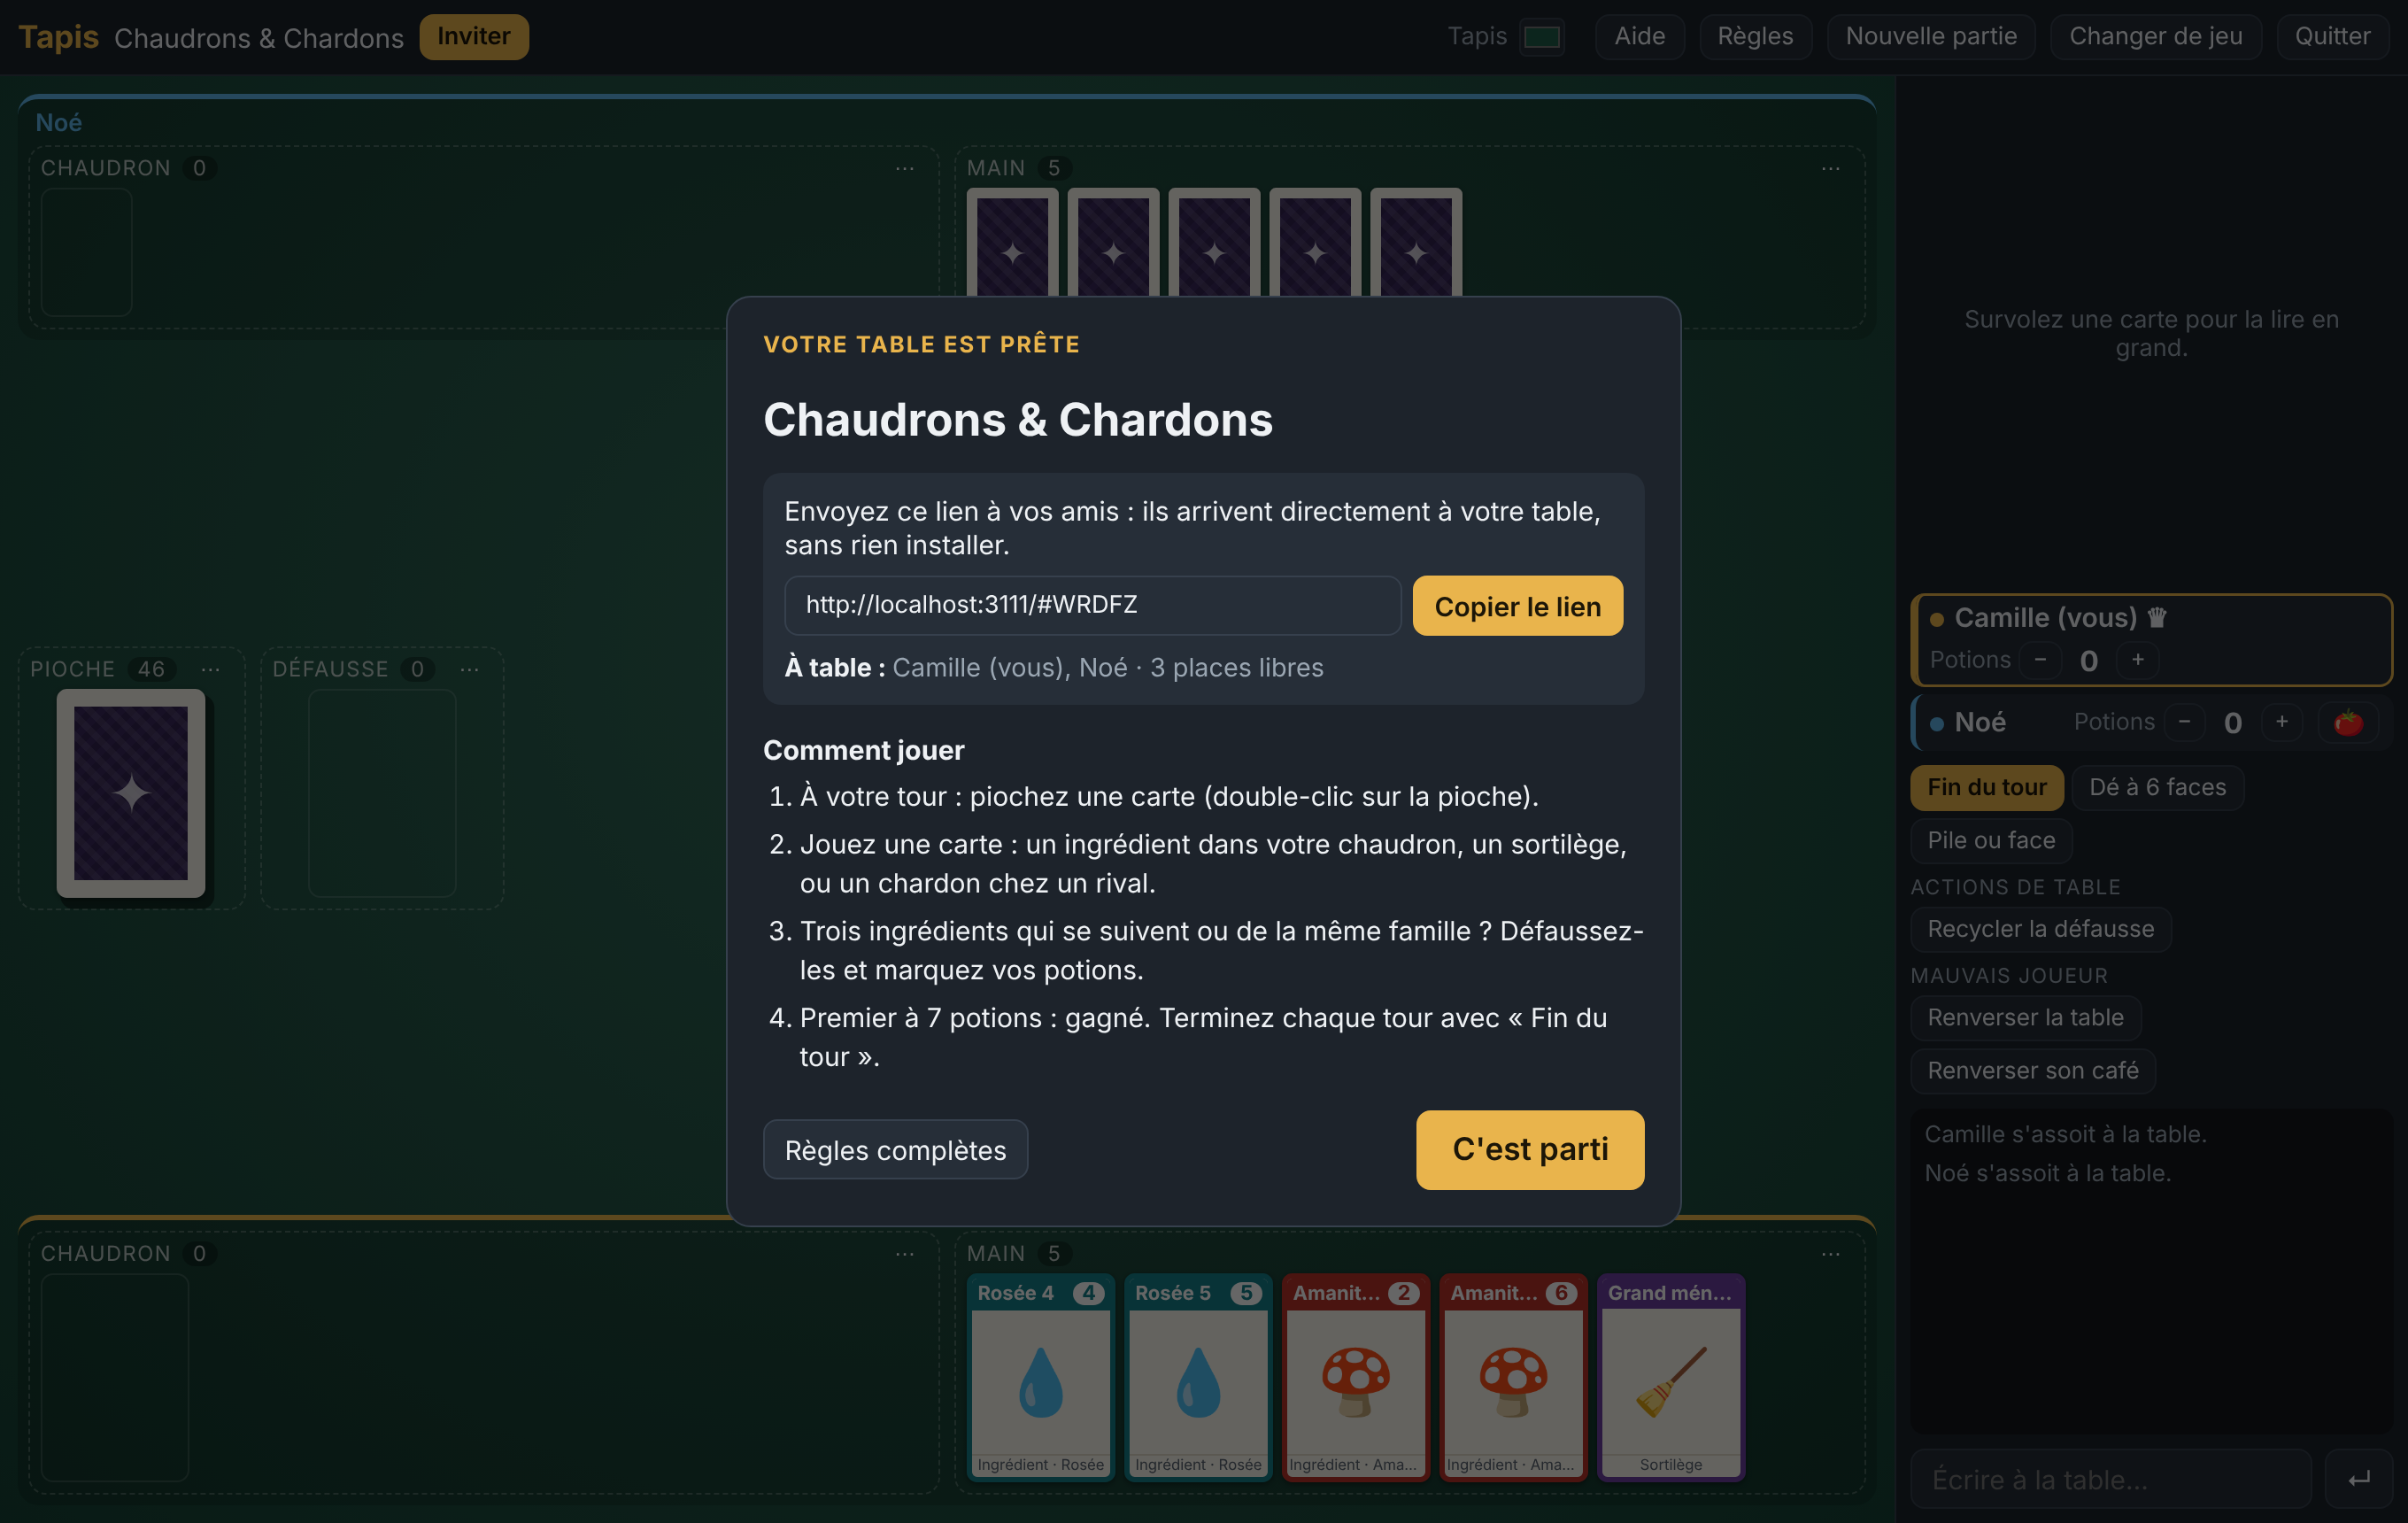 Tapis Chaudrons & Chardons Inviter Tapis Aide Règles Nouvelle partie Changer de jeu Quitter
Noé
CHAUDRON 0 ...
MAIN 5 ...
Survolez une carte pour la lire en
grand.
VOTRE TABLE EST PRÊTE
Chaudrons & Chardons
Envoyez ce lien à vos amis : ils arrivent directement à votre table,
sans rien installer.
http://localhost:3111/#WRDFZ Copier le lien
À table : Camille (vous), Noé · 3 places libres
Comment jouer
1. À votre tour : piochez une carte (double-clic sur la pioche).
2. Jouez une carte : un ingrédient dans votre chaudron, un sortilège,
ou un chardon chez un rival.
3. Trois ingrédients qui se suivent ou de la même famille ? Défaussez-
les et marquez vos potions.
4. Premier à 7 potions : gagné. Terminez chaque tour avec « Fin du
tour ».
Règles complètes C'est parti
PIOCHE 46 ...
DÉFAUSSE 0 ...
Camille (vous)
Potions − 0 +
Noé Potions − 0 +
Fin du tour Dé à 6 faces
Pile ou face
ACTIONS DE TABLE
Recycler la défausse
MAUVAIS JOUEUR
Renverser la table
Renverser son café
Camille s'assoit à la table.
Noé s'assoit à la table.
Écrire à la table...
CHAUDRON 0 ...
MAIN 5 ...
Rosée 4 4
Ingrédient · Rosée
Rosée 5 5
Ingrédient · Rosée
Amanit... 2
Ingrédient · Ama...
Amanit... 6
Ingrédient · Ama...
Grand mén...
Sortilège